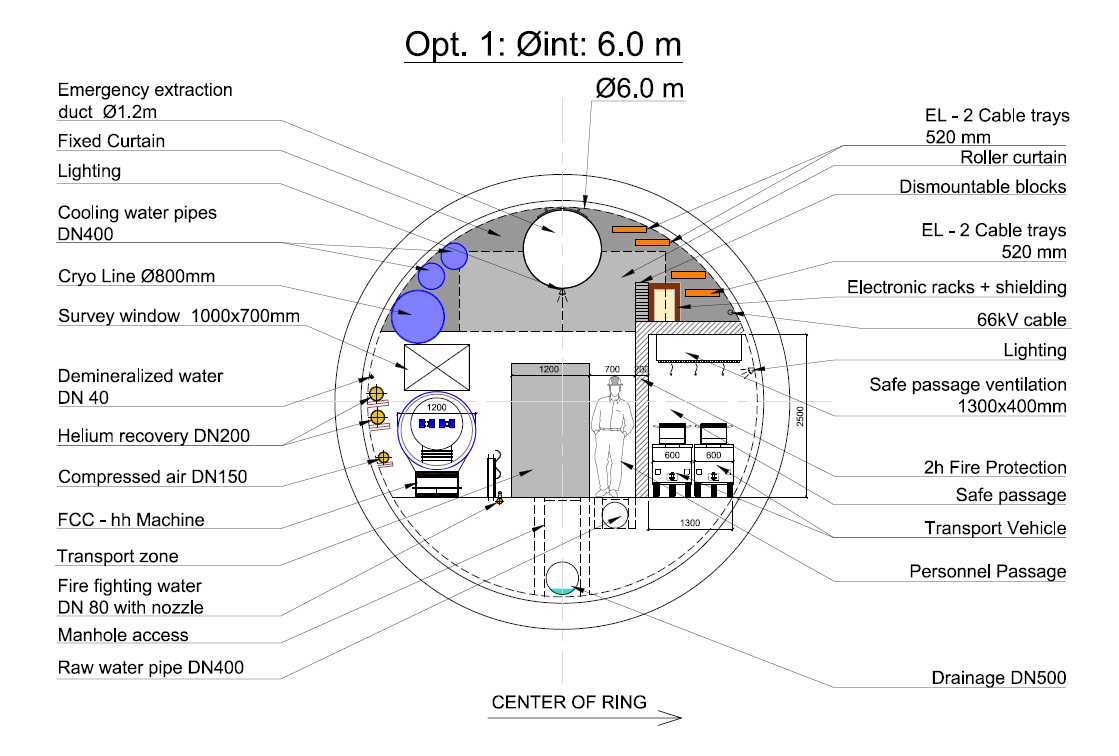 Opt. 1: Øint: 6.0 m
Ø6.0 m
Emergency extraction
duct Ø1.2m
Fixed Curtain
Lighting
Cooling water pipes
DN400
Cryo Line Ø800mm
Survey window 1000x700mm
Demineralized water
DN 40
Helium recovery DN200
Compressed air DN150
FCC - hh Machine
Transport zone
Fire fighting water
DN 80 with nozzle
Manhole access
Raw water pipe DN400
1200
1200
700
200
600
600
1300
2500
EL - 2 Cable trays
520 mm
Roller curtain
Dismountable blocks
EL - 2 Cable trays
520 mm
Electronic racks + shielding
66kV cable
Lighting
Safe passage ventilation
1300x400mm
2h Fire Protection
Safe passage
Transport Vehicle
Personnel Passage
Drainage DN500
CENTER OF RING